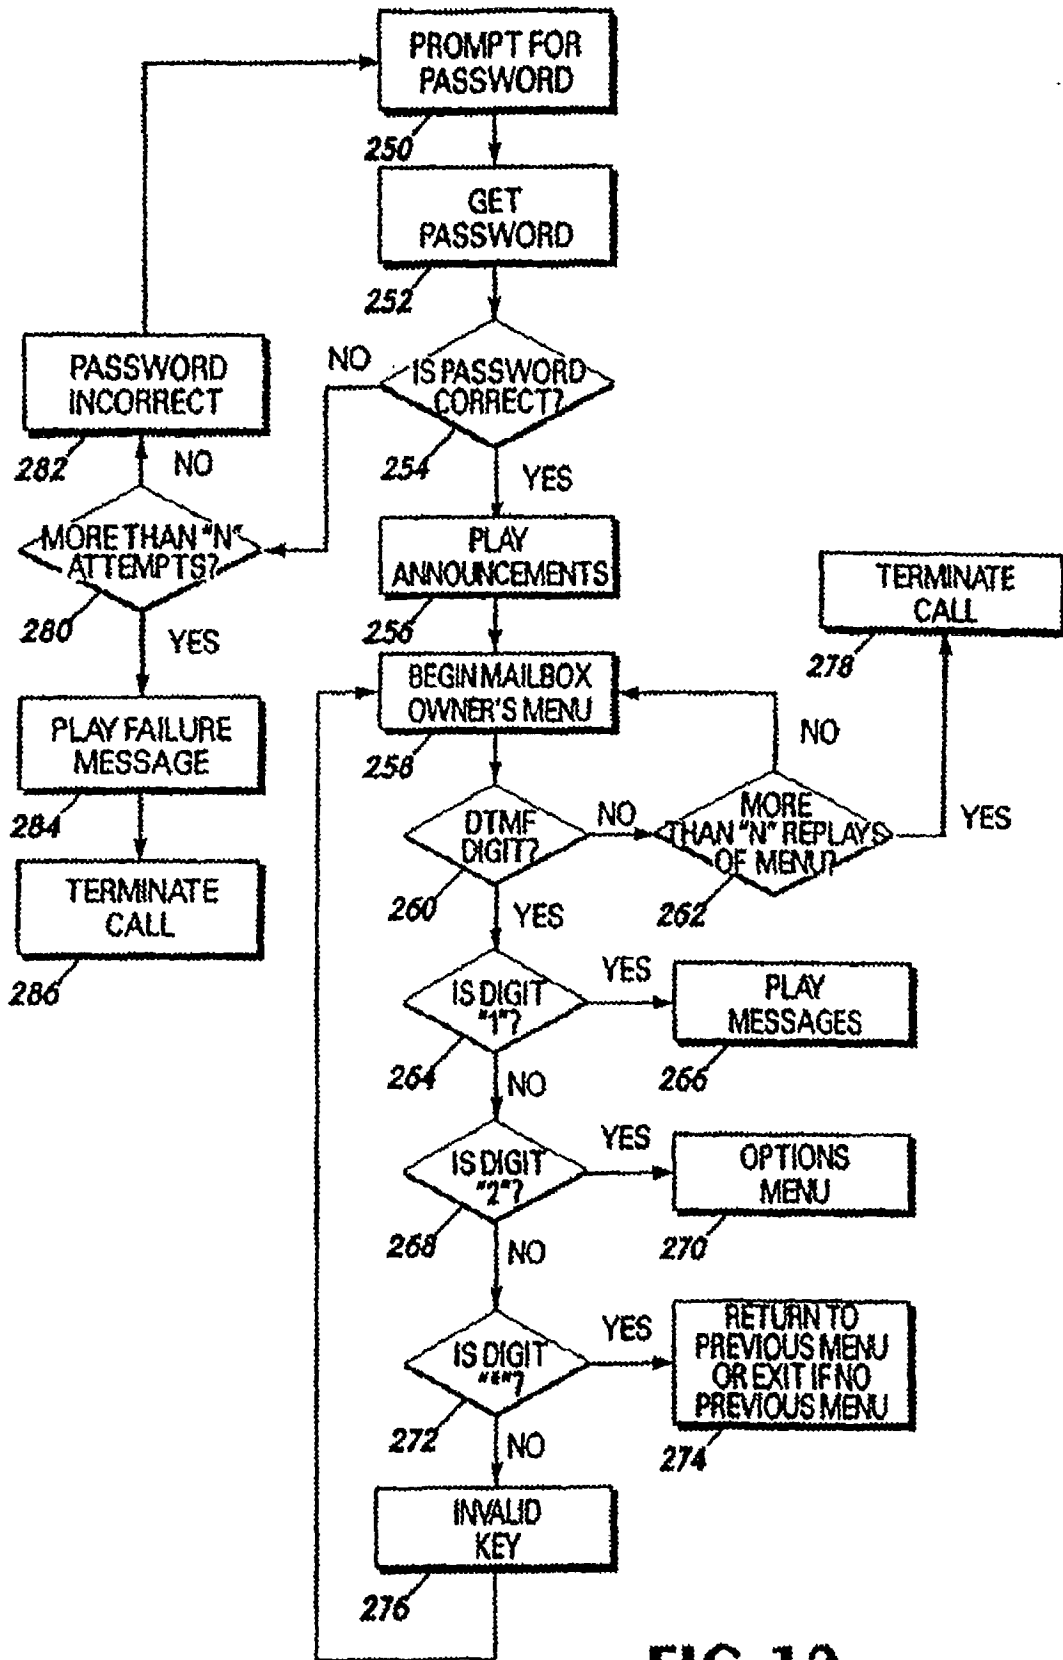 PROMPT FOR
PASSWORD
250
GET
PASSWORD
252
NO
IS PASSWORD
CORRECT?
254
YES
PASSWORD
INCORRECT
282
NO
MORE THAN "N"
ATTEMPTS?
280
YES
PLAY FAILURE
MESSAGE
284
TERMINATE
CALL
286
PLAY
ANNOUNCEMENTS
256
BEGIN MAILBOX
OWNER'S MENU
258
TERMINATE
CALL
278
NO
DTMF
DIGIT?
260
NO
MORE
THAN "N" REPLAYS
OF MENU?
262
YES
YES
IS DIGIT
"1"?
264
YES
PLAY
MESSAGES
266
NO
IS DIGIT
"2"?
268
YES
OPTIONS
MENU
270
NO
IS DIGIT
"*"?
272
YES
RETURN TO
PREVIOUS MENU
OR EXIT IF NO
PREVIOUS MENU
274
NO
INVALID
KEY
276